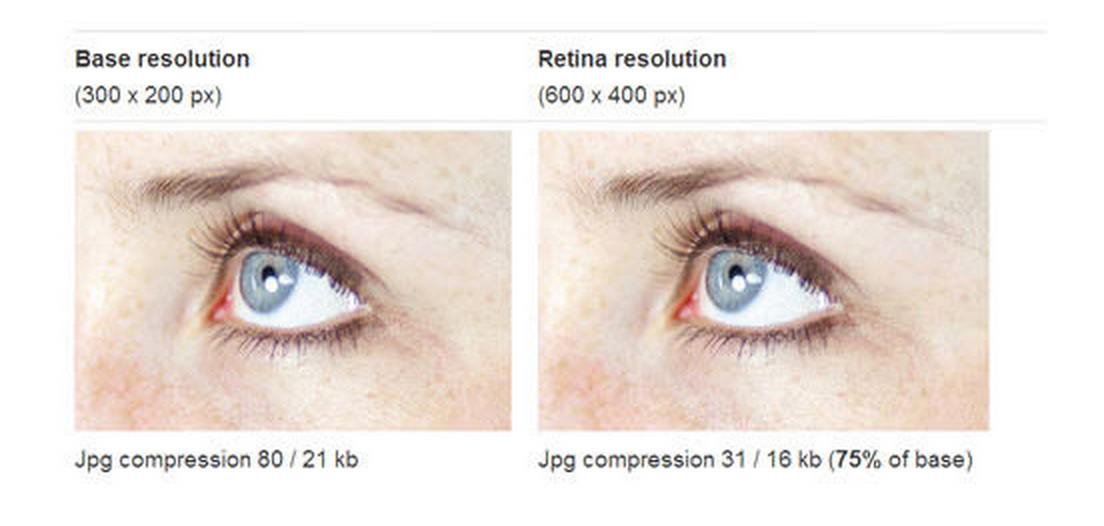 Base resolution
Retina resolution
(300 x 200 px)
(600 x 400 px)
Jpg compression 80 / 21 kb
Jpg compression 31 / 16 kb (75% of base)